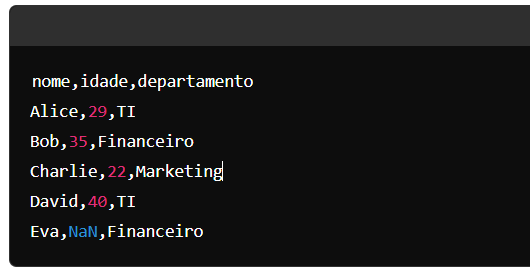 nome,idade,departamento
Alice,29,TI
Bob,35,Financeiro
Charlie,22,Marketing
David,40,TI
Eva,NaN,Financeiro